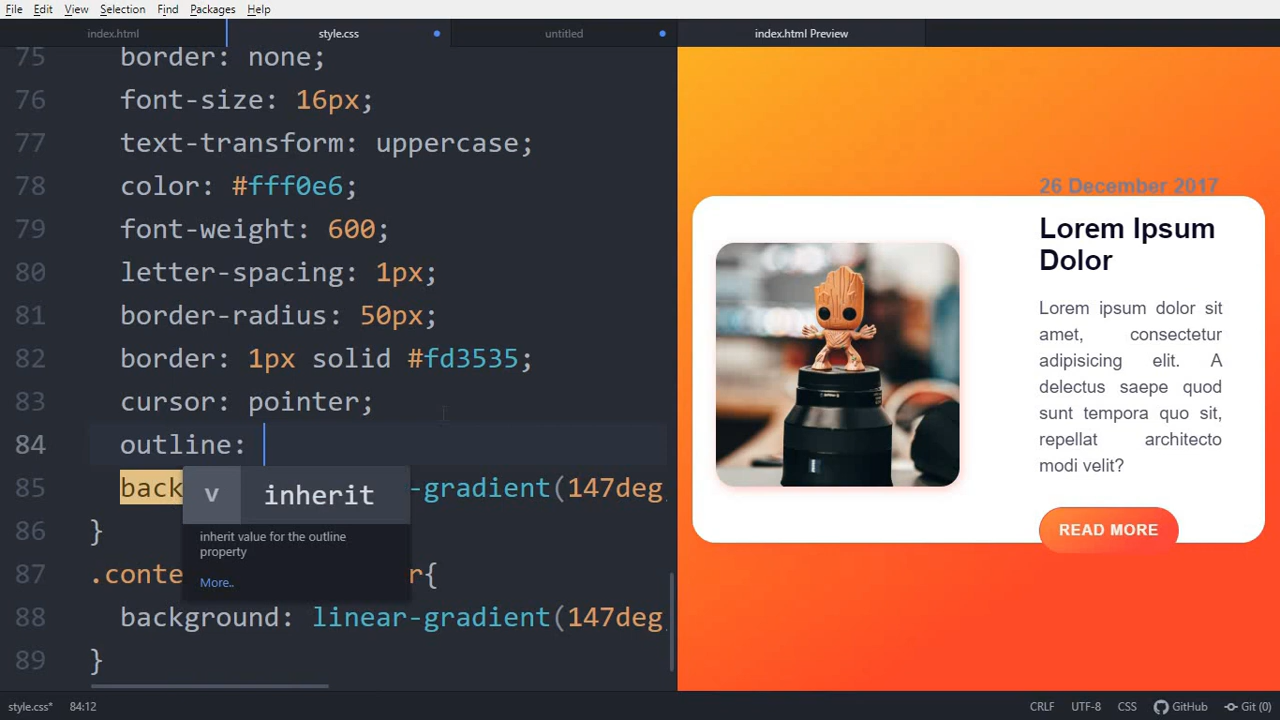 File Edit View Selection Find Packages Help
index.html style.css untitled index.html Preview
75 border: none;
76 font-size: 16px;
77 text-transform: uppercase;
78 color: #fff0e6;
79 font-weight: 600;
80 letter-spacing: 1px;
81 border-radius: 50px;
82 border: 1px solid #fd3535;
83 cursor: pointer;
84 outline:
85 back -gradient(147deg,
v inherit
inherit value for the outline
property
More..
86 }
87 .conte r{
88 background: linear-gradient(147deg
89 }
26 December 2017
Lorem Ipsum
Dolor
Lorem ipsum dolor sit
amet, consectetur
adipisicing elit. A
delectus saepe quod
sunt tempora quo sit,
repellat architecto
modi velit?
READ MORE
style.css* 84:12 CRLF UTF-8 CSS GitHub Git (0)